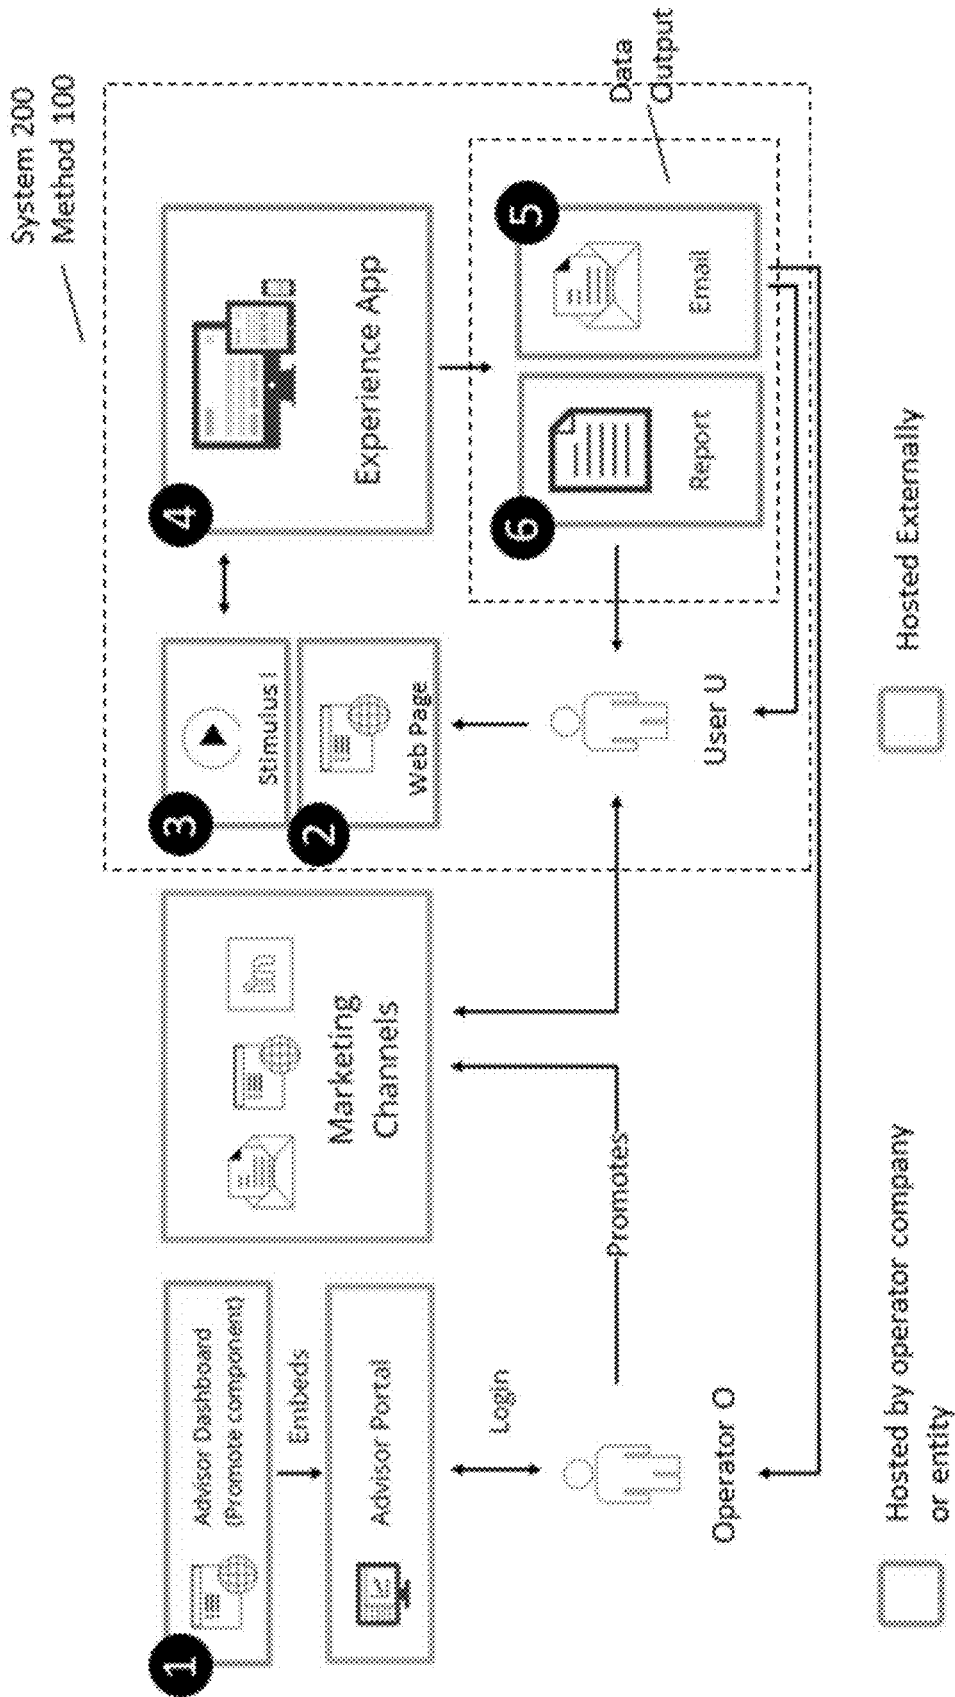 System 200
Method 100
1
Advisor Dashboard
(Promote component)
Embeds
Advisor Portal
Login
Operator O
Promotes
Marketing
Channels
in
3
Stimulus i
2
Web Page
User U
4
Experience App
5
Email
6
Report
Data
Output
Hosted by operator company
or entity
Hosted Externally